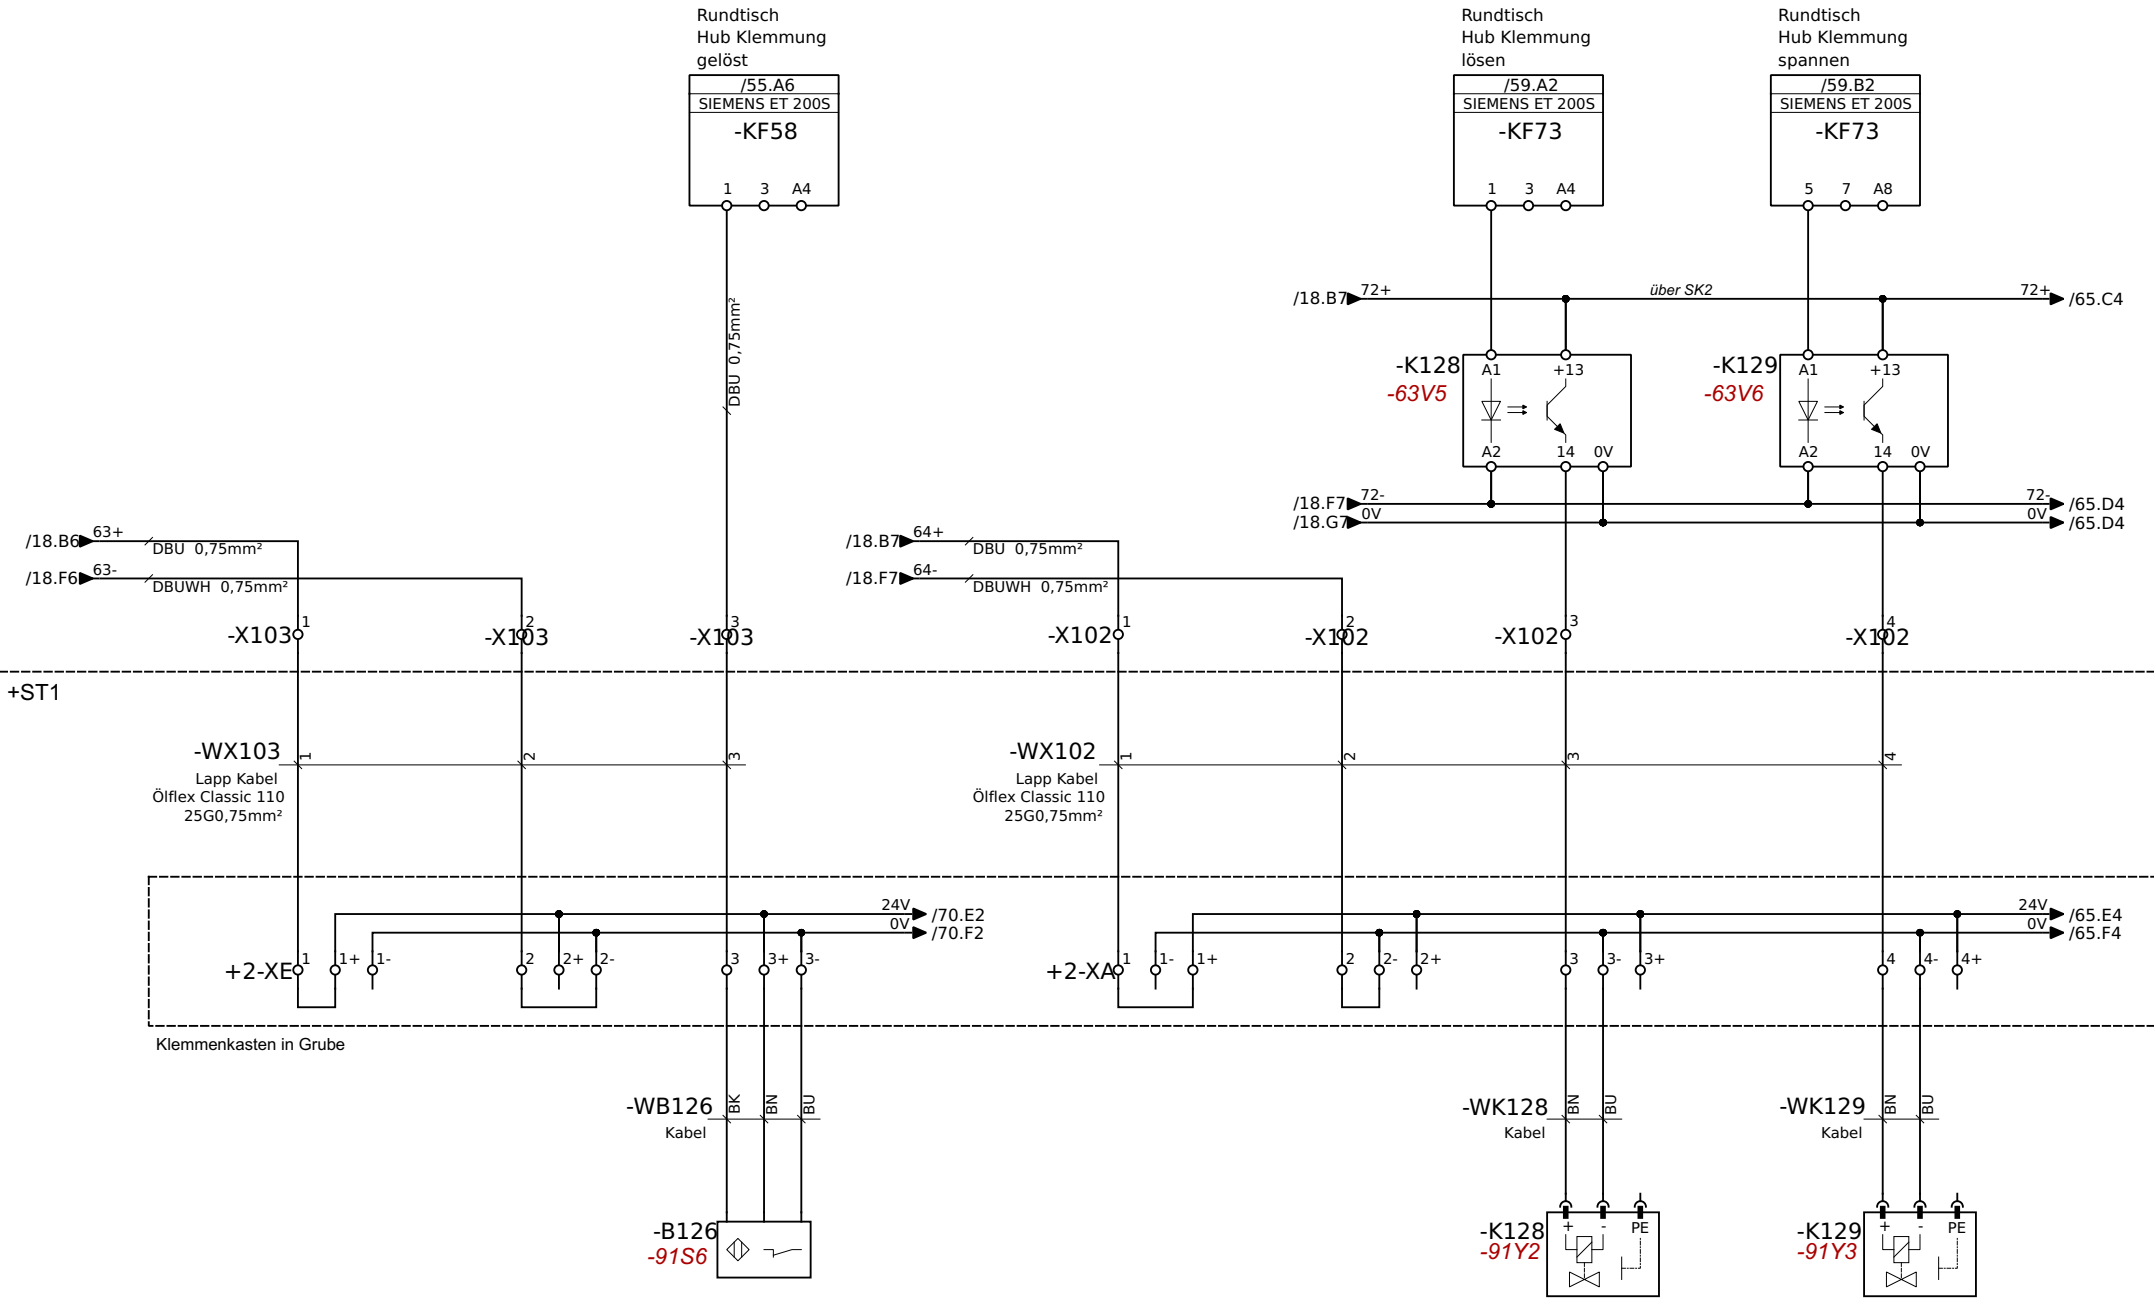 Rundtisch
Hub Klemmung
gelöst
Rundtisch
Hub Klemmung
lösen
Rundtisch
Hub Klemmung
spannen
/55.A6
SIEMENS ET 200S
-KF58
1 3 A4
/59.A2
SIEMENS ET 200S
-KF73
1 3 A4
/59.B2
SIEMENS ET 200S
-KF73
5 7 A8
DBU 0,75mm²
/18.B7 72+ über SK2 72+ /65.C4
-K128
-63V5
A1 +13
A2 14 0V
-K129
-63V6
A1 +13
A2 14 0V
/18.F7 72- 72- /65.D4
/18.G7 0V 0V /65.D4
/18.B6 63+ DBU 0,75mm²
/18.F6 63- DBUWH 0,75mm²
/18.B7 64+ DBU 0,75mm²
/18.F7 64- DBUWH 0,75mm²
-X103 1
-X103 2
-X103 3
-X102 1
-X102 2
-X102 3
-X102 4
+ST1
-WX103 1 2 3
Lapp Kabel
Ölflex Classic 110
25G0,75mm²
-WX102 1 2 3 4
Lapp Kabel
Ölflex Classic 110
25G0,75mm²
24V /70.E2
0V /70.F2
24V /65.E4
0V /65.F4
+2-XE 1 1+ 1- 2 2+ 2- 3 3+ 3-
+2-XA 1 1- 1+ 2 2- 2+ 3 3- 3+ 4 4- 4+
Klemmenkasten in Grube
-WB126 BK BN BU
Kabel
-WK128 BN BU
Kabel
-WK129 BN BU
Kabel
-B126
-91S6
-K128
-91Y2
+ - PE
-K129
-91Y3
+ - PE